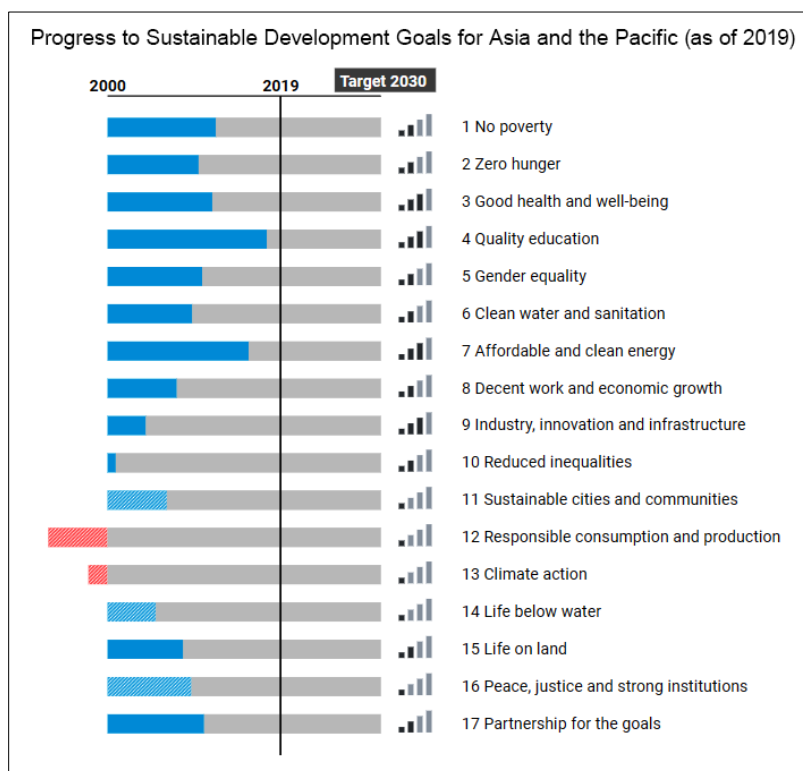 Progress to Sustainable Development Goals for Asia and the Pacific (as of 2019)
Target 2030
2000 2019
1 No poverty
2 Zero hunger
3 Good health and well-being
4 Quality education
5 Gender equality
6 Clean water and sanitation
7 Affordable and clean energy
8 Decent work and economic growth
9 Industry, innovation and infrastructure
10 Reduced inequalities
11 Sustainable cities and communities
12 Responsible consumption and production
13 Climate action
14 Life below water
15 Life on land
16 Peace, justice and strong institutions
17 Partnership for the goals